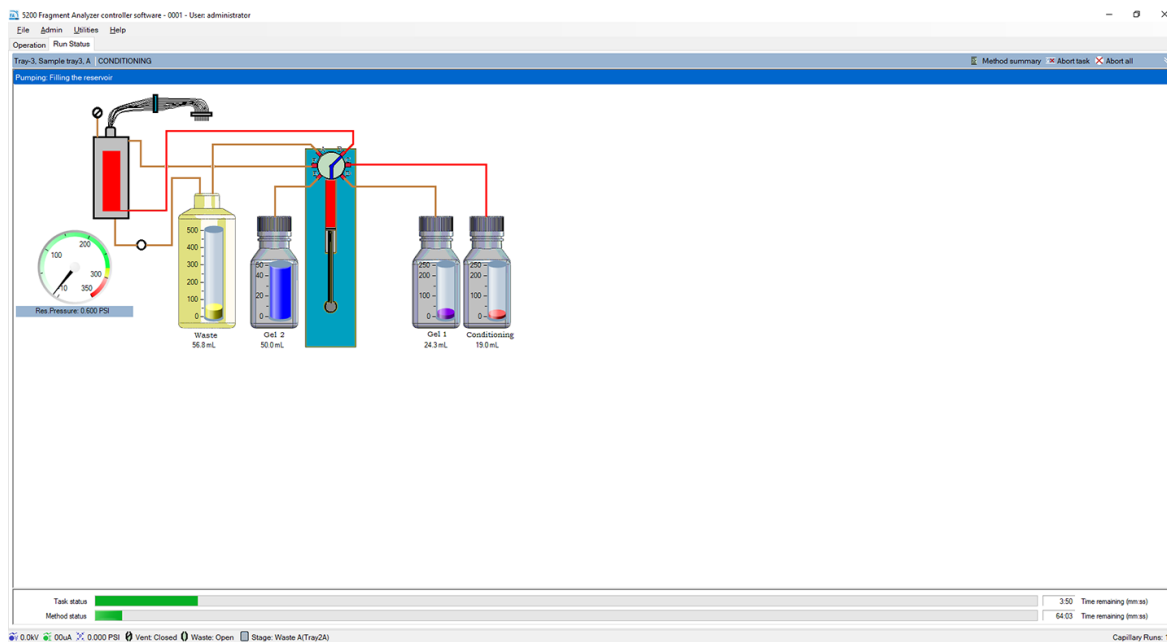 5200 Fragment Analyzer controller software - 0001 - User: administrator
File Admin Utilities Help
Operation Run Status
Tray-3, Sample tray3, A CONDITIONING Method summary Abort task Abort all
Pumping: Filling the reservoir
200
100
300
350
Res.Pressure: 0.600 PSI
500
400
300
200
100
0
Waste
56.8 mL
50
40
20
0
Gel 2
50.0 mL
250
200
100
0
Gel 1
24.3 mL
250
200
100
0
Conditioning
19.0 mL
Task status 3:50 Time remaining (mm:ss)
Method status 64:03 Time remaining (mm:ss)
0.0kV 00uA 0.000 PSI Vent: Closed Waste: Open Stage: Waste A(Tray2A) Capillary Runs: